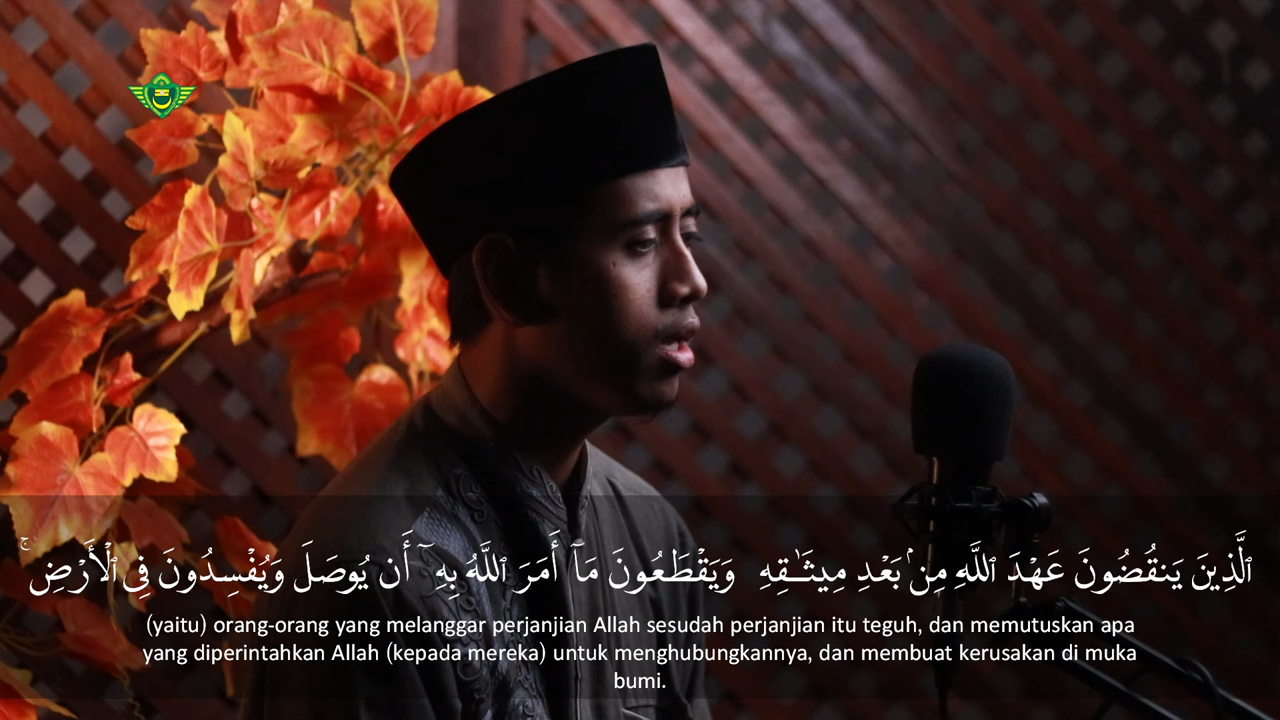 ٱلَّذِينَ يَنقُضُونَ عَهْدَ ٱللَّهِ مِنۢ بَعْدِ مِيثَـٰقِهِ وَيَقْطَعُونَ مَآ أَمَرَ ٱللَّهُ بِهِۦٓ أَن يُوصَلَ وَيُفْسِدُونَ فِى ٱلْأَرْضِ ۚ
(yaitu) orang-orang yang melanggar perjanjian Allah sesudah perjanjian itu teguh, dan memutuskan apa
yang diperintahkan Allah (kepada mereka) untuk menghubungkannya, dan membuat kerusakan di muka
bumi.